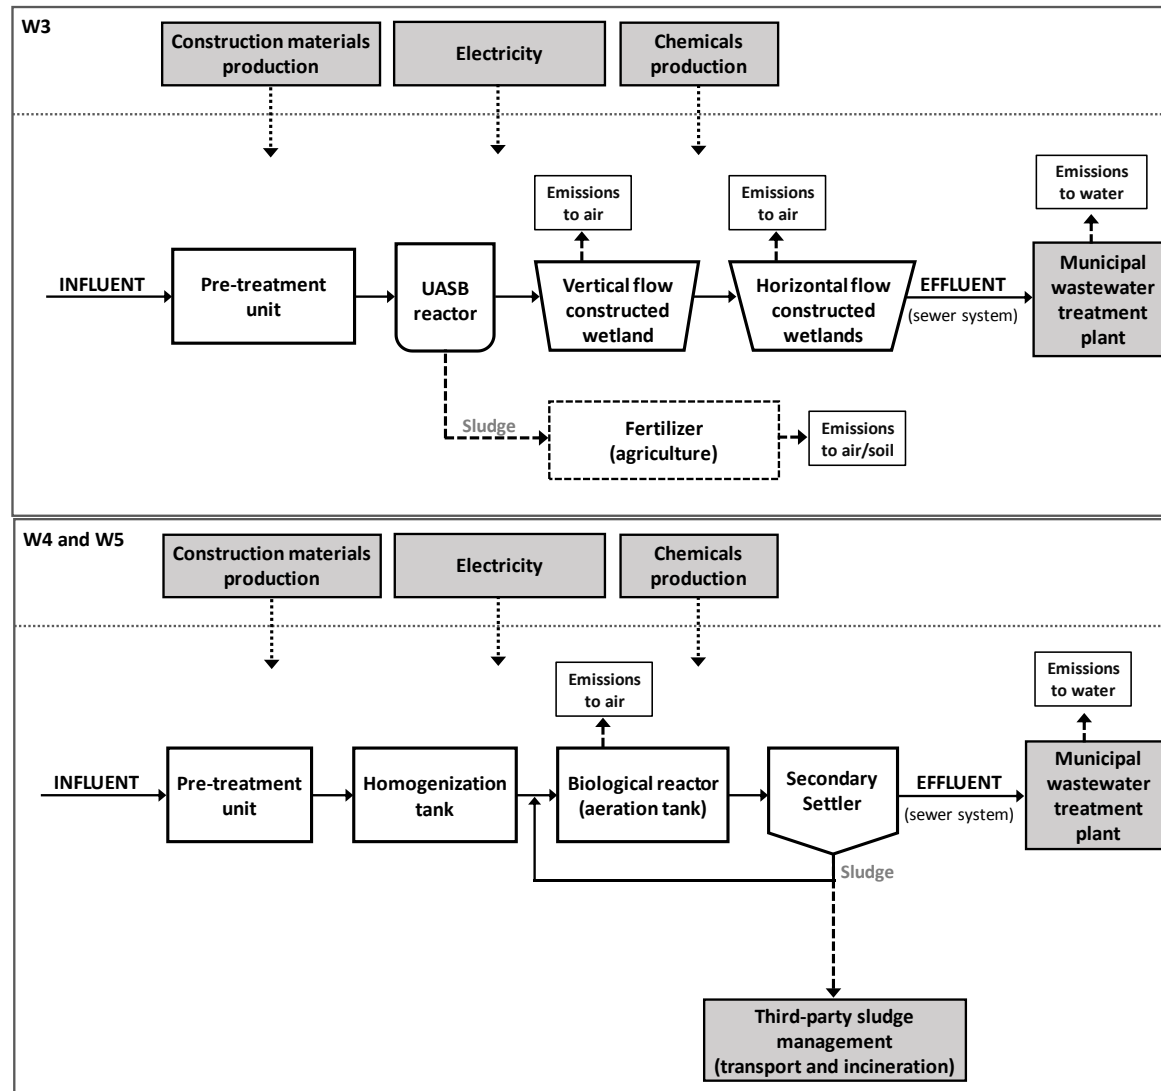 W3
Construction materials
production
Electricity
Chemicals
production
Emissions
to air
Emissions
to air
Emissions
to water
INFLUENT
Pre-treatment
unit
UASB
reactor
Vertical flow
constructed
wetland
Horizontal flow
constructed
wetlands
EFFLUENT
(sewer system)
Municipal
wastewater
treatment
plant
Sludge
Fertilizer
(agriculture)
Emissions
to air/soil
W4 and W5
Construction materials
production
Electricity
Chemicals
production
Emissions
to air
Emissions
to water
INFLUENT
Pre-treatment
unit
Homogenization
tank
Biological reactor
(aeration tank)
Secondary
Settler
EFFLUENT
(sewer system)
Municipal
wastewater
treatment
plant
Sludge
Third-party sludge
management
(transport and incineration)